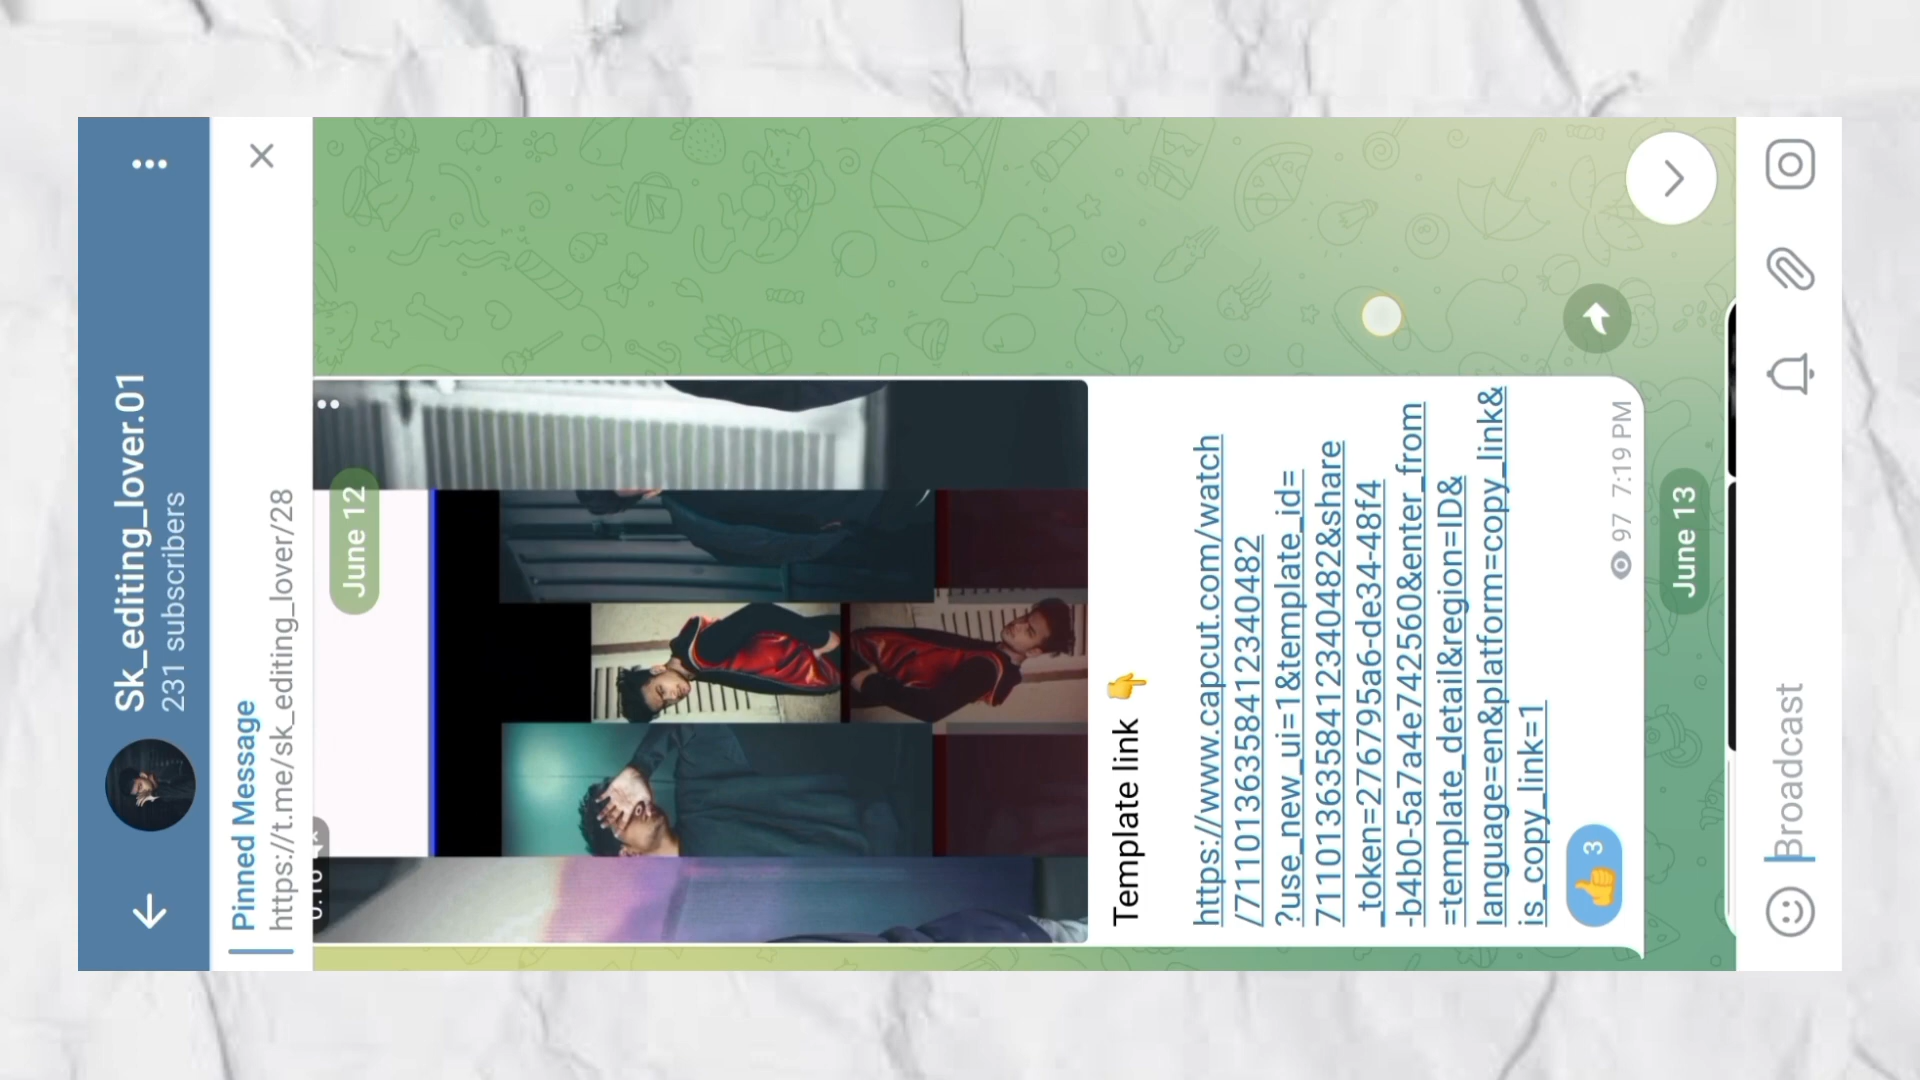 Sk_editing_lover.01
231 subscribers
Pinned Message
https://t.me/sk_editing_lover/28
June 12
Template link 👇
https://www.capcut.com/watch
/7110136358412340482
?use_new_ui=1&template_id=
7110136358412340482&share
_token=276795a6-de34-48f4
-b4b0-5a7a4e742560&enter_from
=template_detail&region=ID&
language=en&platform=copy_link&
is_copy_link=1
👍 3
97 7:19 PM
June 13
Broadcast